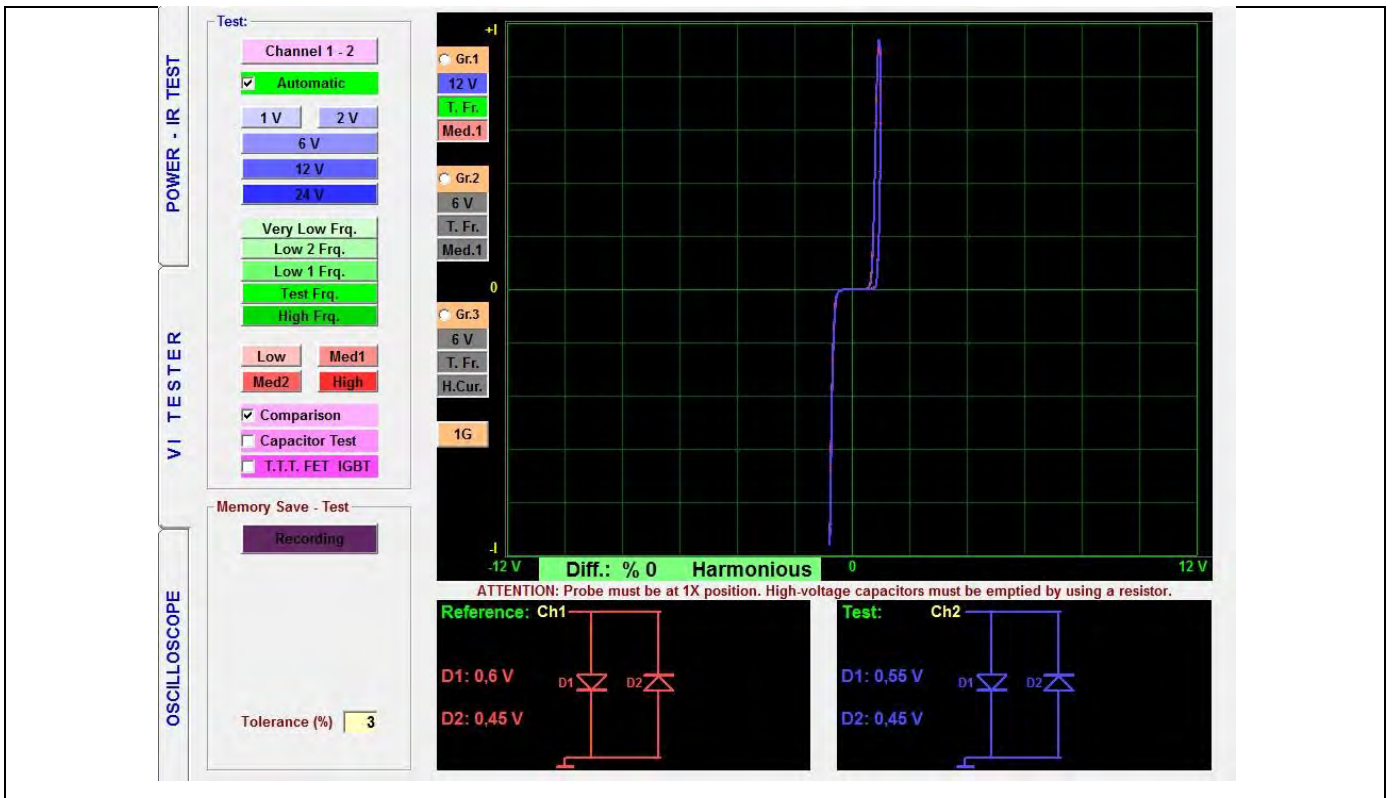 POWER - IR TEST
VI TESTER
OSCILLOSCOPE
Test:
Channel 1 - 2
Automatic
1 V 2 V
6 V
12 V
24 V
Very Low Frq.
Low 2 Frq.
Low 1 Frq.
Test Frq.
High Frq.
Low Med1
Med2 High
Comparison
Capacitor Test
T.T.T. FET IGBT
Memory Save - Test
Recording
Tolerance (%) 3
+I
Gr.1
12 V
T. Fr.
Med.1
Gr.2
6 V
T. Fr.
Med.1
0
Gr.3
6 V
T. Fr.
H.Cur.
1G
-I
-12 V Diff.: % 0 Harmonious 0 12 V
ATTENTION: Probe must be at 1X position. High-voltage capacitors must be emptied by using a resistor.
Reference: Ch1
D1: 0,6 V D1 D2
D2: 0,45 V
Test: Ch2
D1: 0,55 V D1 D2
D2: 0,45 V